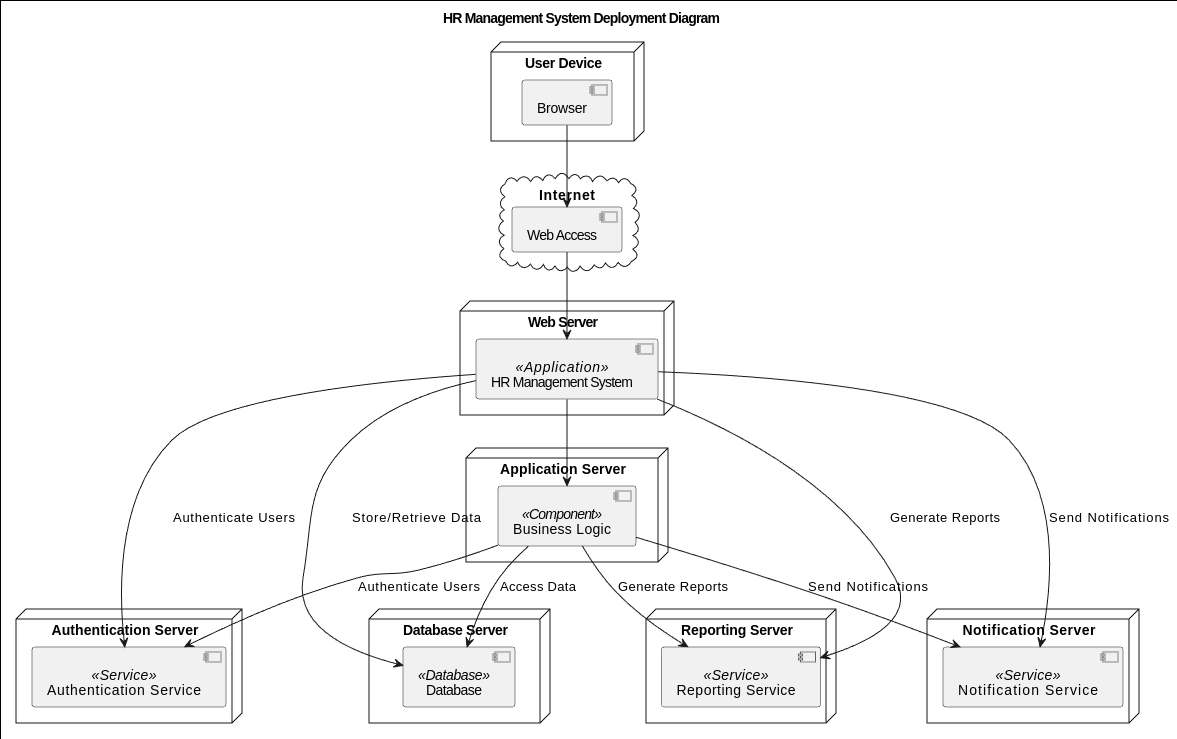 HR Management System Deployment Diagram
User Device
Browser
Internet
Web Access
Web Server
«Application»
HR Management System
Application Server
«Component»
Business Logic
Authenticate Users
Store/Retrieve Data
Generate Reports
Send Notifications
Authenticate Users
Access Data
Generate Reports
Send Notifications
Authentication Server
«Service»
Authentication Service
Database Server
«Database»
Database
Reporting Server
«Service»
Reporting Service
Notification Server
«Service»
Notification Service